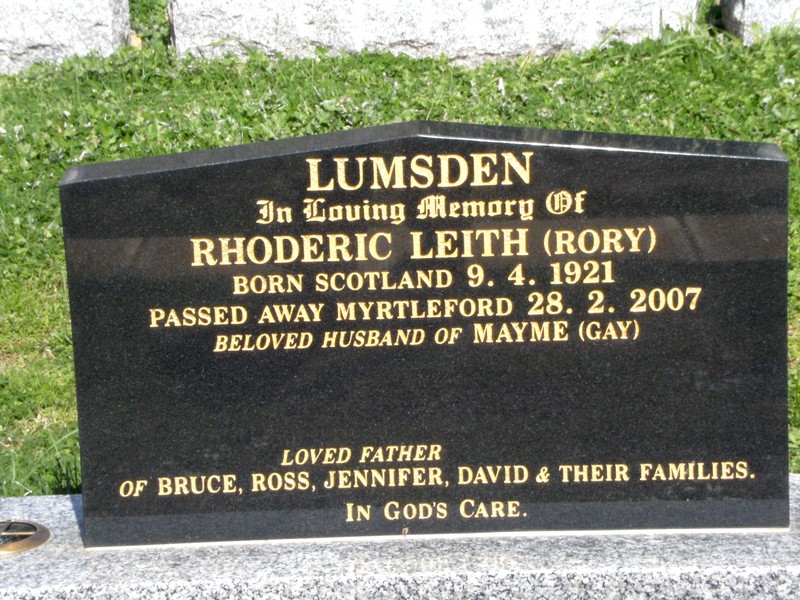 LUMSDEN
In Loving Memory Of
RHODERIC LEITH (RORY)
BORN SCOTLAND 9. 4. 1921
PASSED AWAY MYRTLEFORD 28. 2. 2007
BELOVED HUSBAND OF MAYME (GAY)
LOVED FATHER
OF BRUCE, ROSS, JENNIFER, DAVID & THEIR FAMILIES.
IN GOD'S CARE.